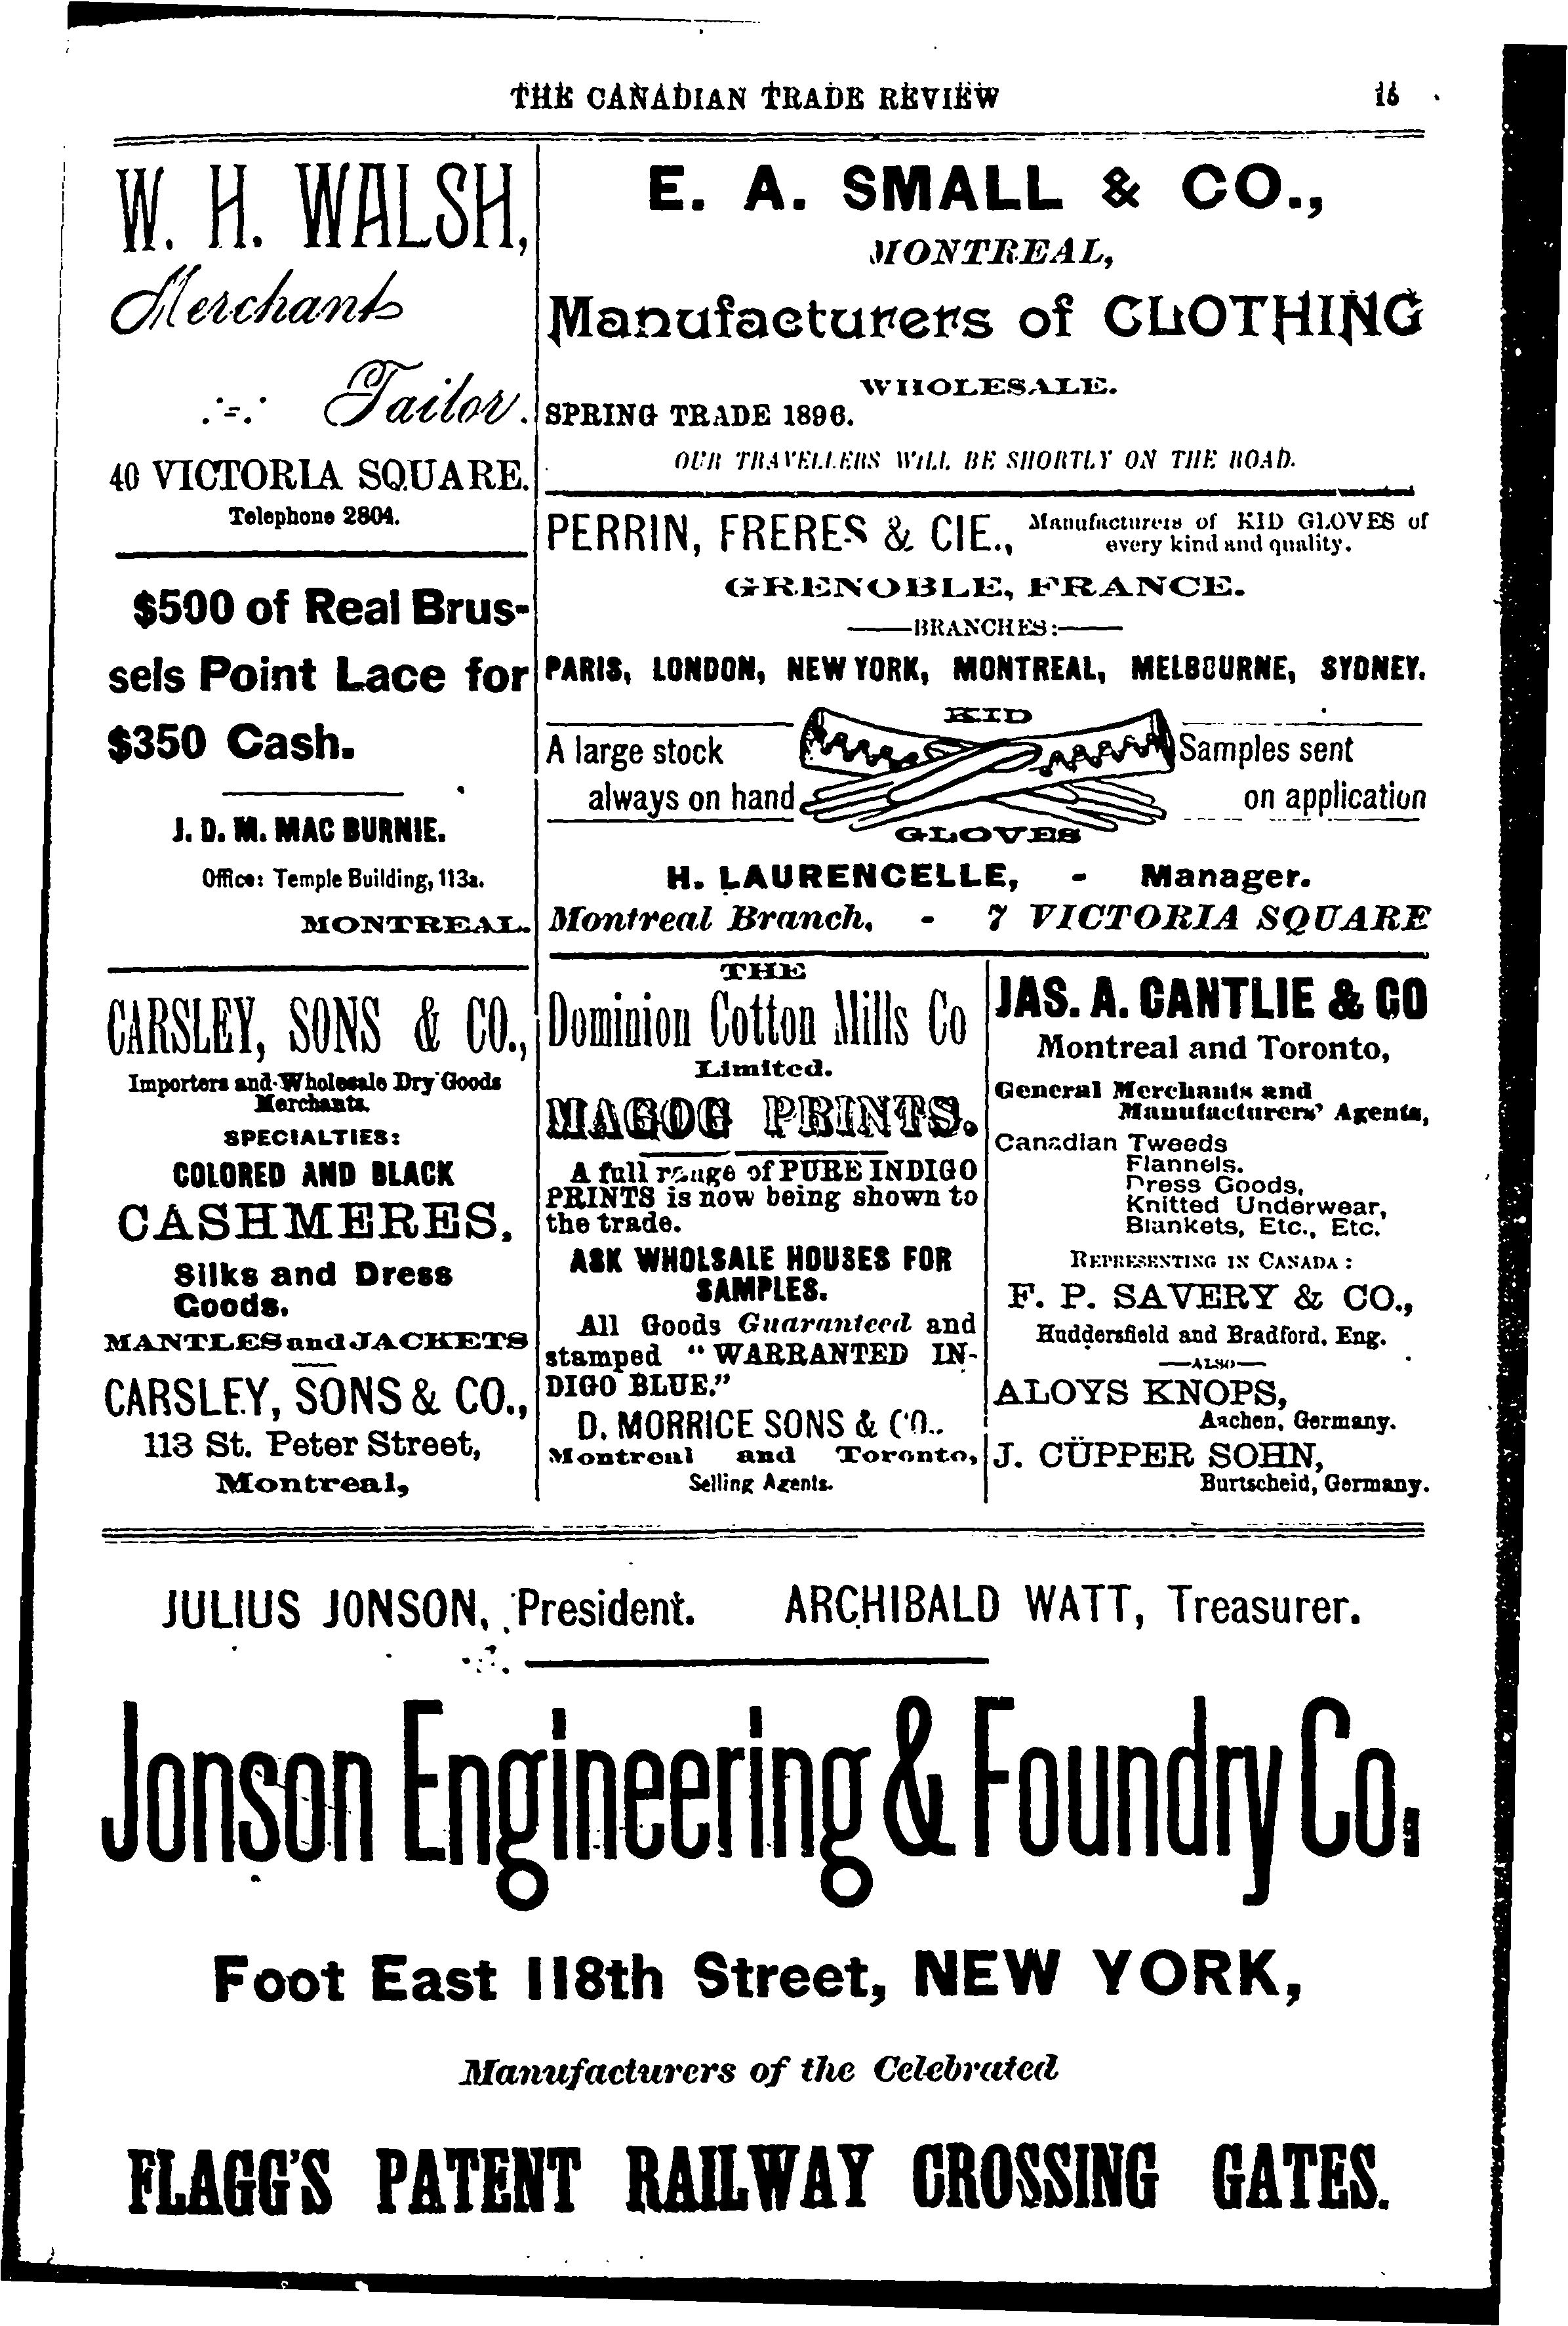 THE CANADIAN TRADE REVIEW
W. H. WALSH,
Merchant
Tailor.
40 VICTORIA SQUARE.
Telephone 2804.
$500 of Real Brus-
sels Point Lace for
$350 Cash.
J. D. M. MAC BURNIE.
Office: Temple Building, 113a.
MONTREAL.
E. A. SMALL & CO.,
MONTREAL,
Manufacturers of CLOTHING
WHOLESALE.
SPRING TRADE 1896.
OUR TRAVELLERS WILL BE SHORTLY ON THE ROAD.
PERRIN, FRERES & CIE., Manufacturers of KID GLOVES of
every kind and quality.
GRENOBLE, FRANCE.
BRANCHES:
PARIS, LONDON, NEW YORK, MONTREAL, MELBOURNE, SYDNEY.
KID
A large stock
always on hand
Samples sent
on application
GLOVES
H. LAURENCELLE, - Manager.
Montreal Branch, - 7 VICTORIA SQUARE
CARSLEY, SONS & CO.,
Importers and Wholesale Dry Goods
Merchants.
SPECIALTIES:
COLORED AND BLACK
CASHMERES,
Silks and Dress
Goods.
MANTLES and JACKETS
CARSLEY, SONS & CO.,
113 St. Peter Street,
Montreal,
THE
Dominion Cotton Mills Co
Limited.
MAGOG PRINTS.
A full range of PURE INDIGO
PRINTS is now being shown to
the trade.
ASK WHOLSALE HOUSES FOR
SAMPLES.
All Goods Guaranteed and
stamped "WARRANTED IN-
DIGO BLUE."
D. MORRICE SONS & CO..
Montreal and Toronto,
Selling Agents.
JAS. A. CANTLIE & CO
Montreal and Toronto,
General Merchants and
Manufacturers' Agents,
Canadian Tweeds
Flannels.
Dress Goods,
Knitted Underwear,
Blankets, Etc., Etc.
REPRESENTING IN CANADA:
F. P. SAVERY & CO.,
Huddersfield and Bradford, Eng.
—ALSO—
ALOYS KNOPS,
Aachen, Germany.
J. CÜPPER SOHN,
Burtscheid, Germany.
JULIUS JONSON, President. ARCHIBALD WATT, Treasurer.
Jonson Engineering & Foundry Co.
Foot East 118th Street, NEW YORK,
Manufacturers of the Celebrated
FLAGG'S PATENT RAILWAY CROSSING GATES.